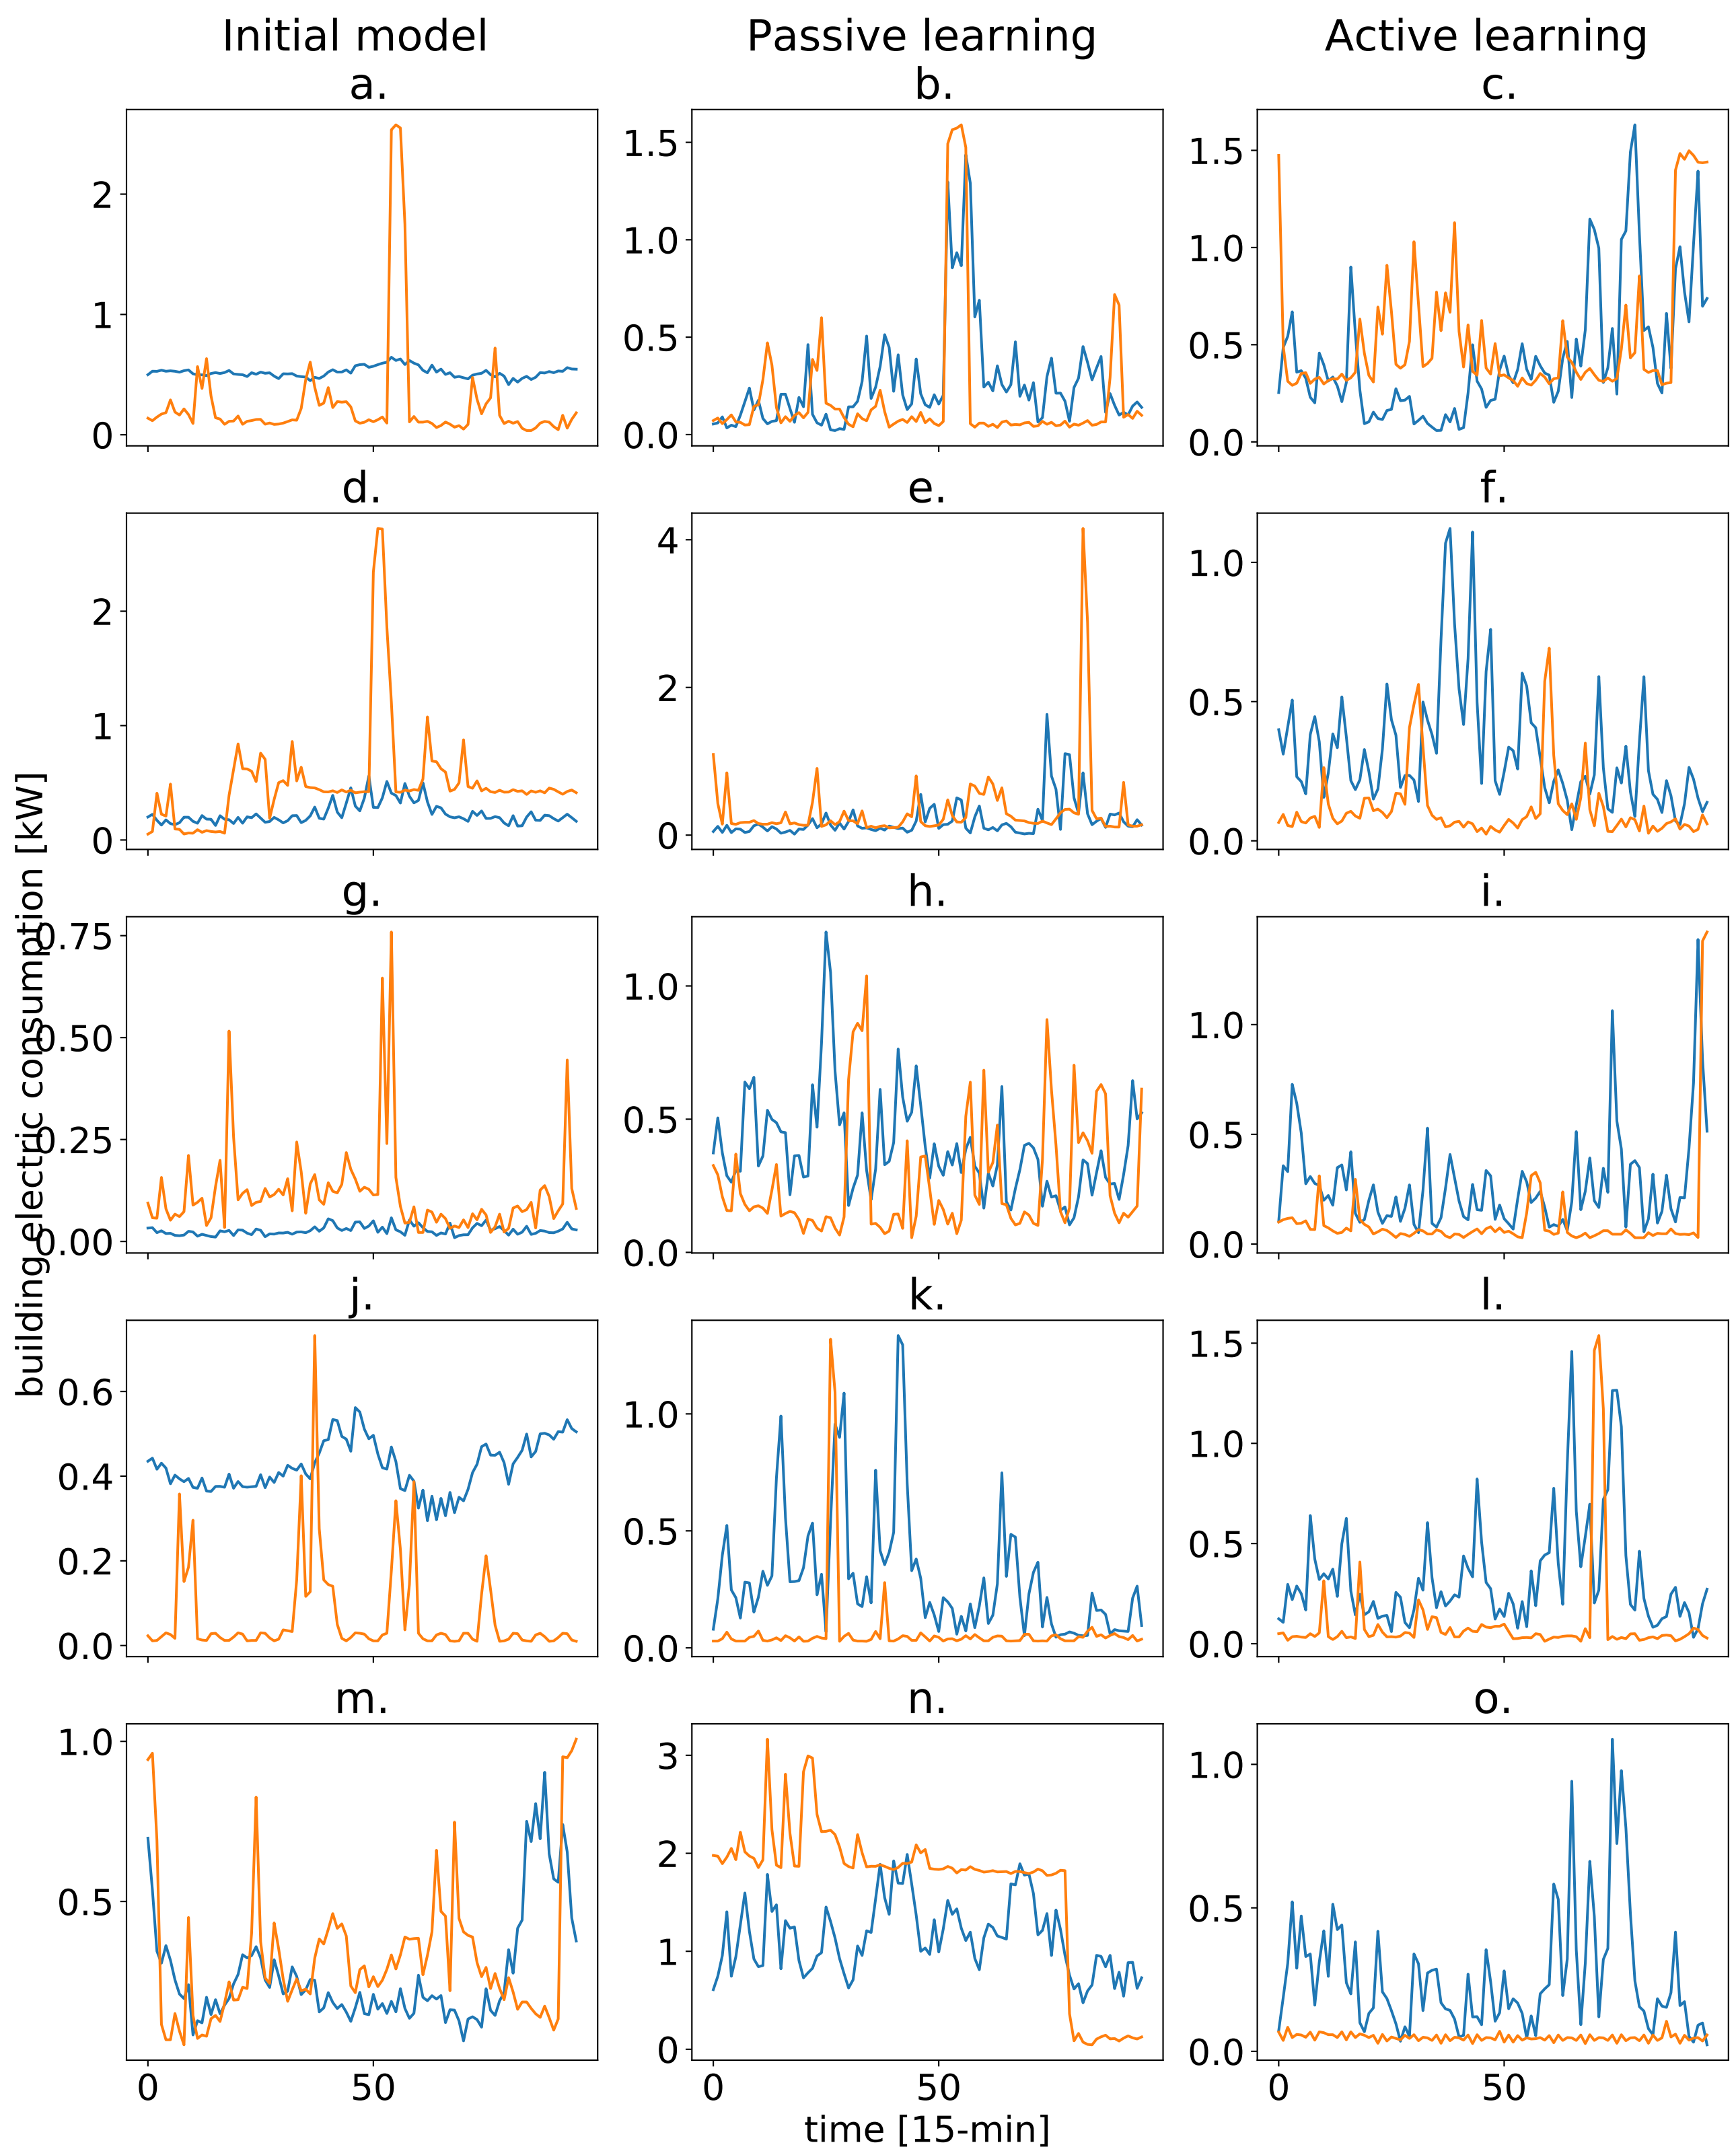 Initial model Passive learning Active learning
a. b. c.
2 1.5 1.5
1 1.0 1.0
0 0.5 0.5
0.0 0.0
d. e. f.
2 4 1.0
1 2 0.5
0 0 0.0
building electric consumption [kW]
g. h. i.
0.75 1.0 1.0
0.50 0.5 0.5
0.25 0.0 0.0
0.00
j. k. l.
0.6 1.0 1.5
0.4 0.5 1.0
0.2 0.0 0.5
0.0 0.0
m. n. o.
1.0 3 1.0
0.5 2 0.5
1 0.0
0
0 50 0 50 0 50
time [15-min]